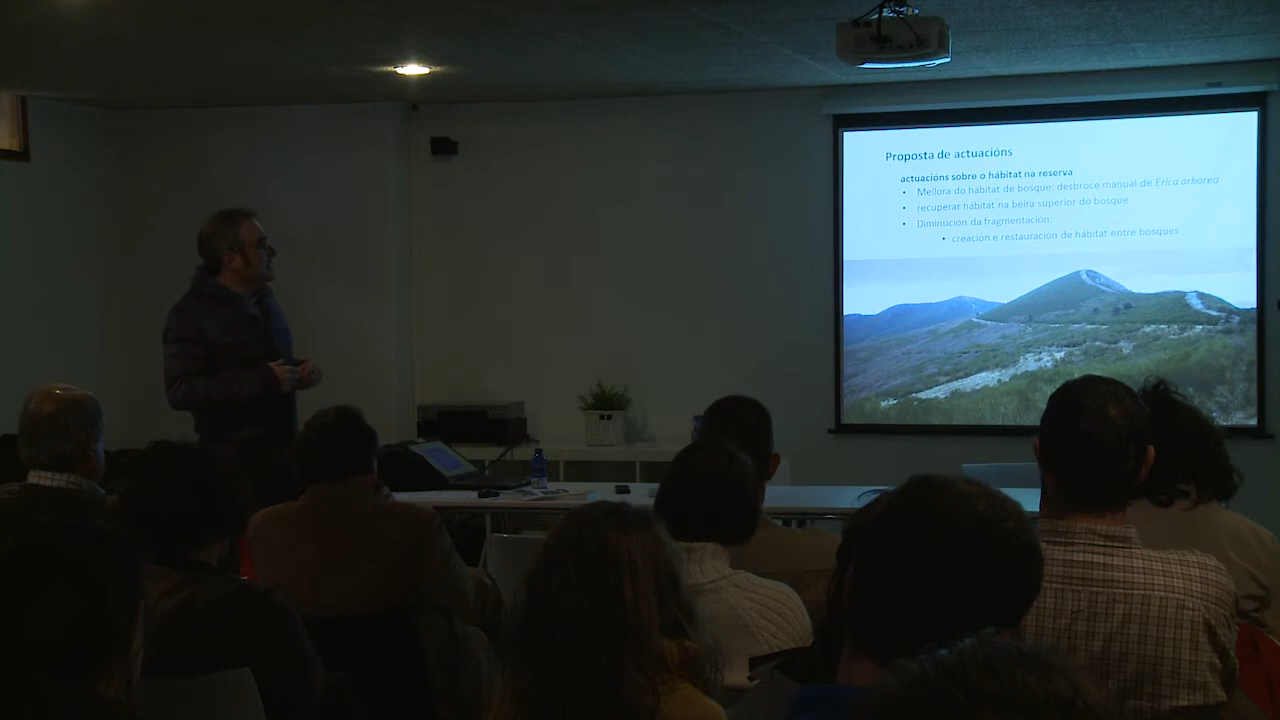 Proposta de actuacións
actuacións sobre o hábitat na reserva
• Mellora do hábitat de bosque: desbroce manual de Erica arborea
• recuperar hábitat na beira superior do bosque
• Diminución da fragmentación:
• creación e restauración de hábitat entre bosques